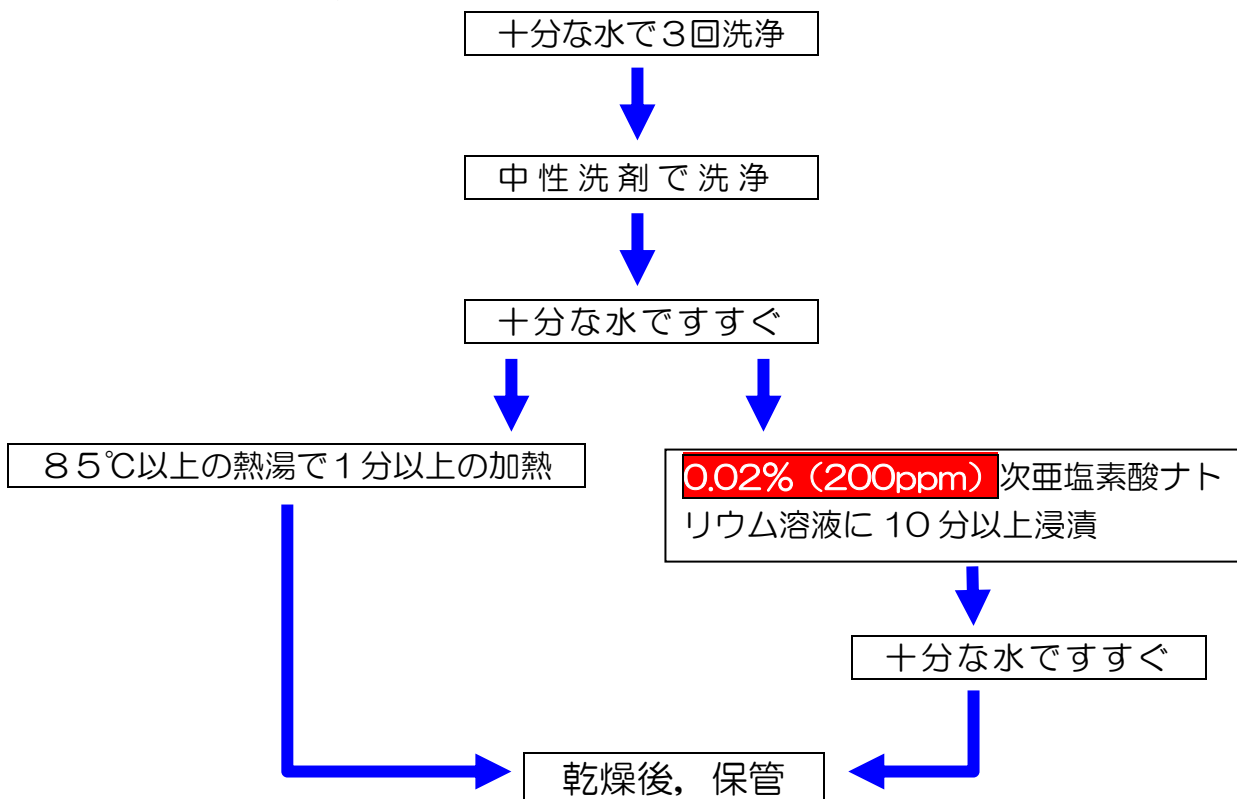 十分な水で３回洗浄
中性洗剤で洗浄
十分な水ですすぐ
８５℃以上の熱湯で１分以上の加熱
0.02%（200ppm）次亜塩素酸ナト
リウム溶液に 10 分以上浸漬
十分な水ですすぐ
乾燥後，保管